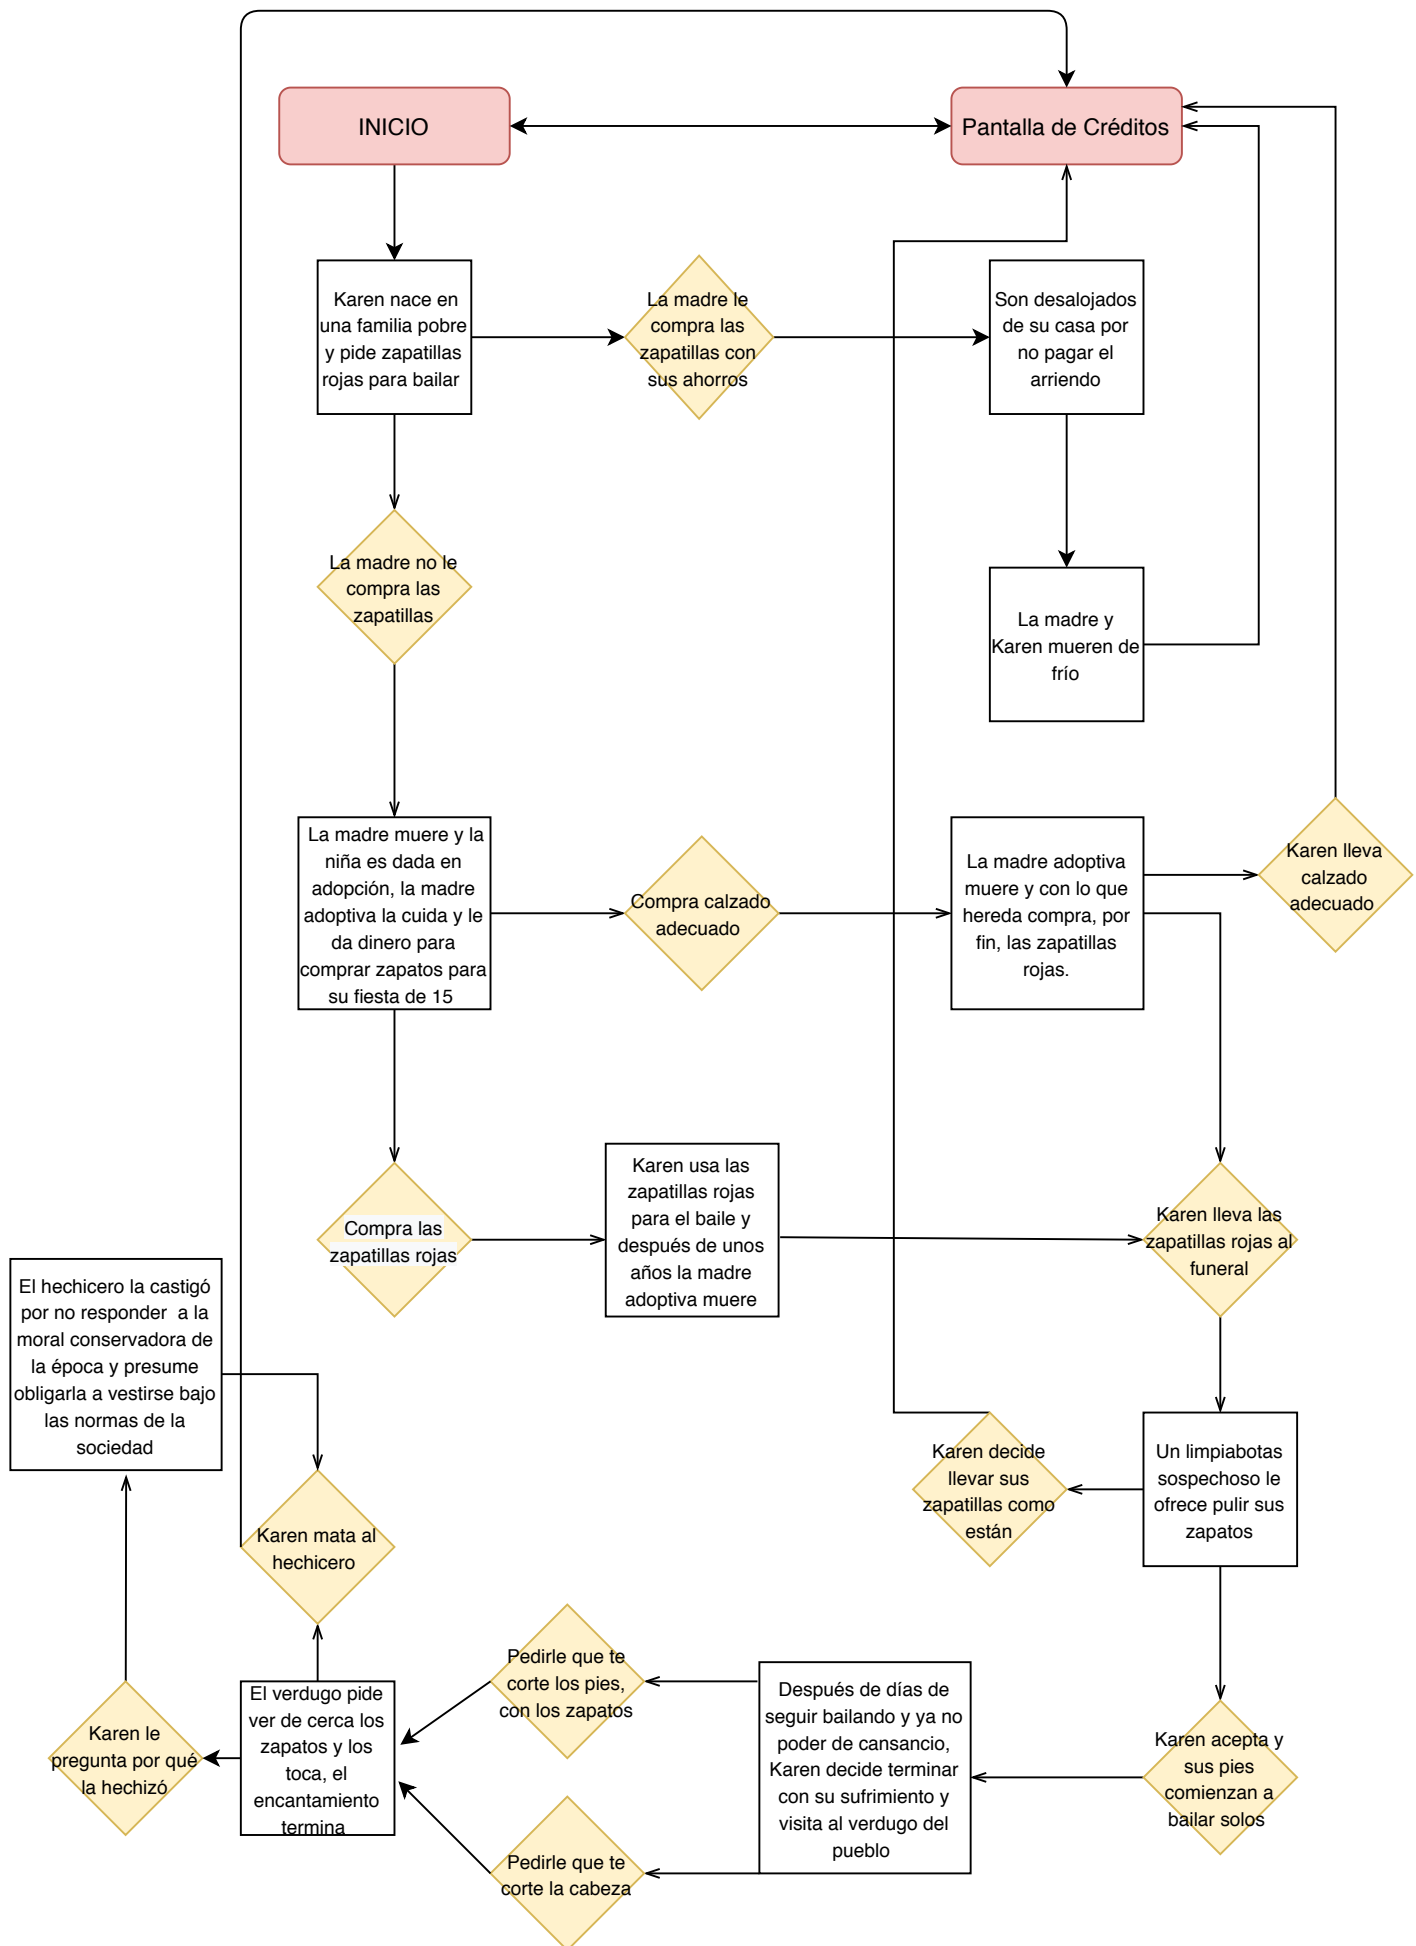 INICIO
Pantalla de Créditos
Karen nace en
una familia pobre
y pide zapatillas
rojas para bailar
La madre le
compra las
zapatillas con
sus ahorros
Son desalojados
de su casa por
no pagar el
arriendo
La madre no le
compra las
zapatillas
La madre y
Karen mueren de
frío
La madre muere y la
niña es dada en
adopción, la madre
adoptiva la cuida y le
da dinero para
comprar zapatos para
su fiesta de 15
Compra calzado
adecuado
La madre adoptiva
muere y con lo que
hereda compra, por
fin, las zapatillas
rojas.
Karen lleva
calzado
adecuado
Compra las
zapatillas rojas
Karen usa las
zapatillas rojas
para el baile y
después de unos
años la madre
adoptiva muere
Karen lleva las
zapatillas rojas al
funeral
El hechicero la castigó
por no responder  a la
moral conservadora de
la época y presume
obligarla a vestirse bajo
las normas de la
sociedad
Karen mata al
hechicero
Karen decide
llevar sus
zapatillas como
están
Un limpiabotas
sospechoso le
ofrece pulir sus
zapatos
Karen le
pregunta por qué
la hechizó
El verdugo pide
ver de cerca los
zapatos y los
toca, el
encantamiento
termina
Pedirle que te
corte los pies,
con los zapatos
Pedirle que te
corte la cabeza
Después de días de
seguir bailando y ya no
poder de cansancio,
Karen decide terminar
con su sufrimiento y
visita al verdugo del
pueblo
Karen acepta y
sus pies
comienzan a
bailar solos